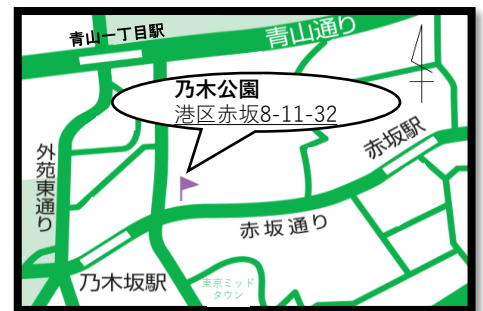 青山一丁目駅
青山通り
乃木公園
港区赤坂8-11-32
赤坂駅
外苑東通り
赤坂通り
乃木坂駅
東京ミッド
タウン